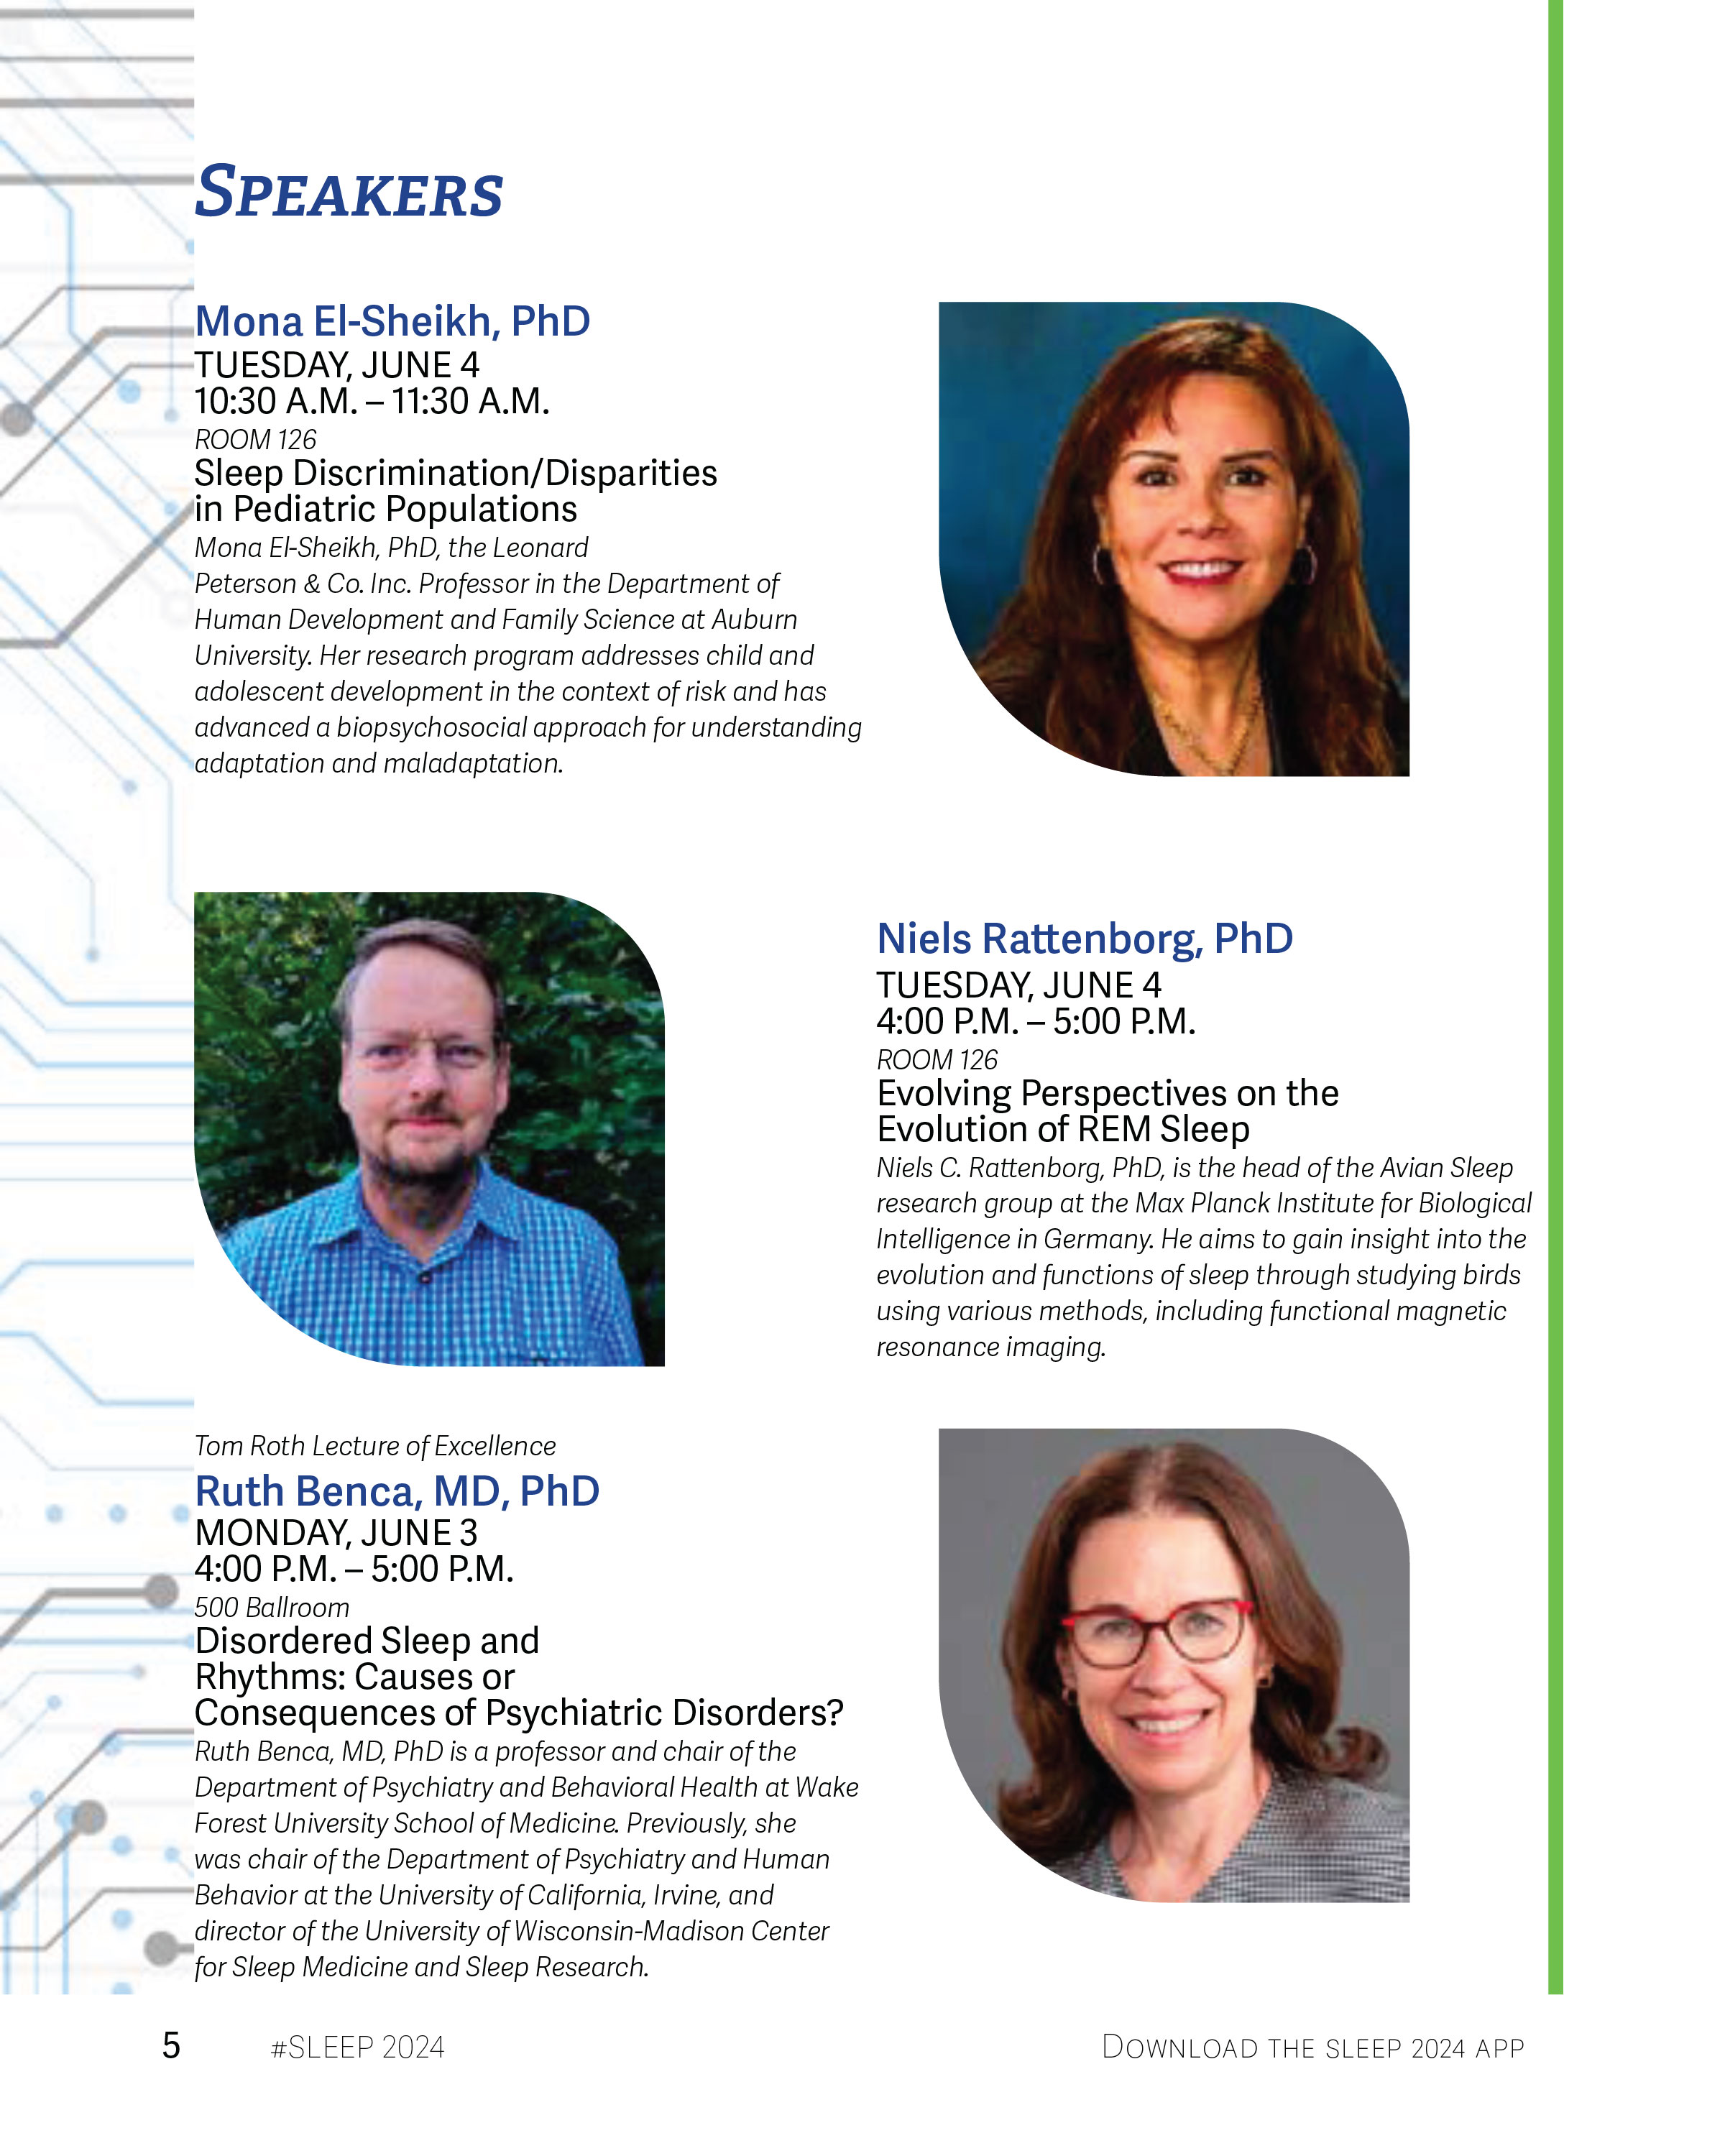 SPEAKERS
Mona El-Sheikh, PhD
TUESDAY, JUNE 4
10:30 A.M. – 11:30 A.M.
ROOM 126
Sleep Discrimination/Disparities
in Pediatric Populations
Mona El-Sheikh, PhD, the Leonard
Peterson & Co. Inc. Professor in the Department of
Human Development and Family Science at Auburn
University. Her research program addresses child and
adolescent development in the context of risk and has
advanced a biopsychosocial approach for understanding
adaptation and maladaptation.
Niels Rattenborg, PhD
TUESDAY, JUNE 4
4:00 P.M. – 5:00 P.M.
ROOM 126
Evolving Perspectives on the
Evolution of REM Sleep
Niels C. Rattenborg, PhD, is the head of the Avian Sleep
research group at the Max Planck Institute for Biological
Intelligence in Germany. He aims to gain insight into the
evolution and functions of sleep through studying birds
using various methods, including functional magnetic
resonance imaging.
Tom Roth Lecture of Excellence
Ruth Benca, MD, PhD
MONDAY, JUNE 3
4:00 P.M. – 5:00 P.M.
500 Ballroom
Disordered Sleep and
Rhythms: Causes or
Consequences of Psychiatric Disorders?
Ruth Benca, MD, PhD is a professor and chair of the
Department of Psychiatry and Behavioral Health at Wake
Forest University School of Medicine. Previously, she
was chair of the Department of Psychiatry and Human
Behavior at the University of California, Irvine, and
director of the University of Wisconsin-Madison Center
for Sleep Medicine and Sleep Research.
5 #SLEEP 2024 DOWNLOAD THE SLEEP 2024 APP